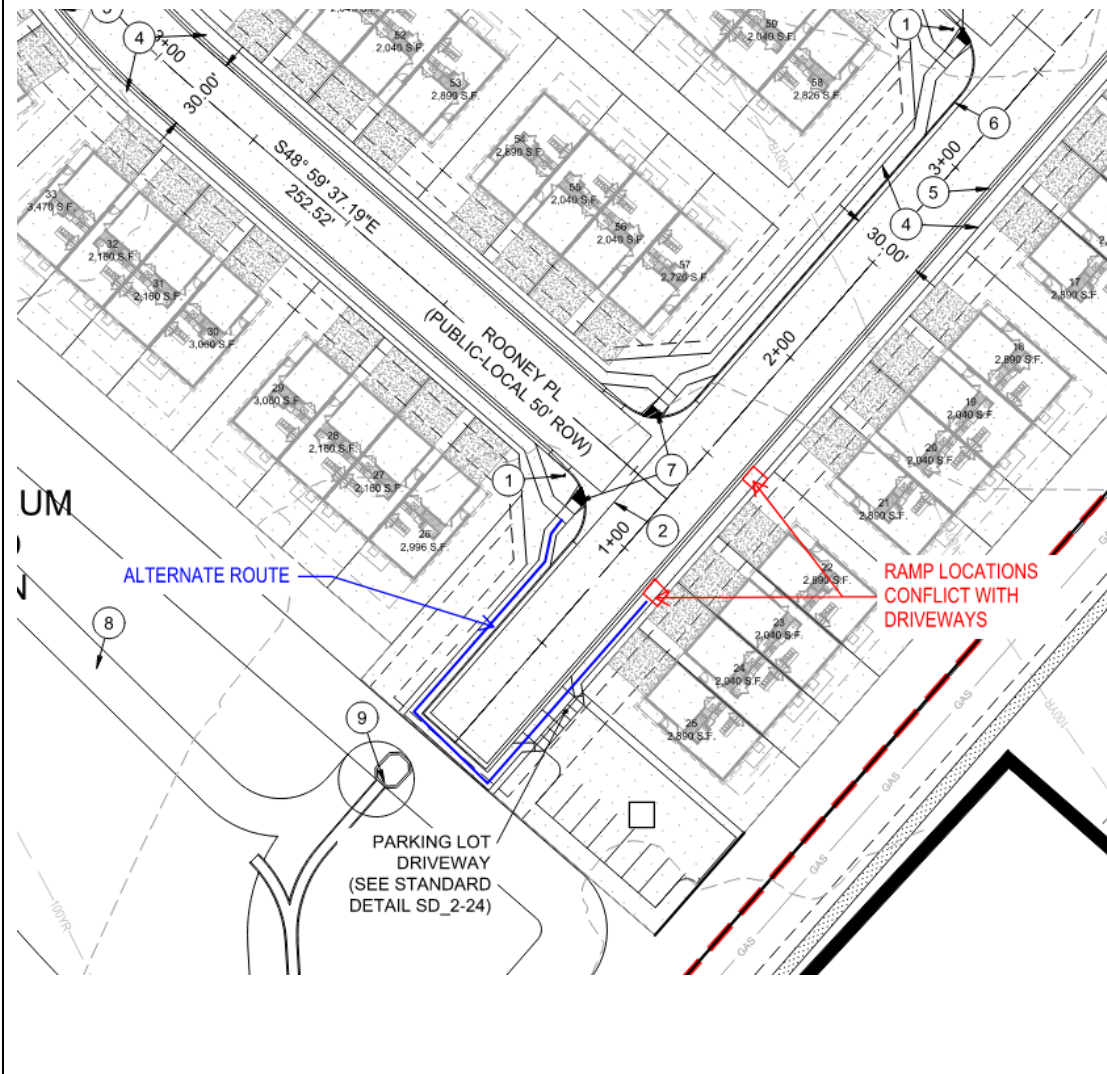 2,040 S.F.
4
2+00
52
2,040 S.F.
53
2,890 S.F.
59
2,040 S.F.
1
58
2,826 S.F.
30.00'
100YR
6
3+00
5
4
30.00'
S48° 59' 37.19"E
252.52'
54
2,890 S.F.
55
2,040 S.F.
56
2,040 S.F.
57
2,720 S.F.
33
3,470 S.F.
32
2,160 S.F.
31
2,160 S.F.
30
3,060 S.F.
17
2,890 S.F.
2+00
18
2,890 S.F.
ROONEY PL
(PUBLIC-LOCAL 50' ROW)
29
3,060 S.F.
28
2,160 S.F.
27
2,160 S.F.
26
2,996 S.F.
19
2,040 S.F.
20
2,040 S.F.
21
2,890 S.F.
7
1
2
1+00
UM
N
ALTERNATE ROUTE
RAMP LOCATIONS
CONFLICT WITH
DRIVEWAYS
22
2,890 S.F.
23
2,040 S.F.
24
2,040 S.F.
25
2,890 S.F.
8
9
PARKING LOT
DRIVEWAY
(SEE STANDARD
DETAIL SD_2-24)
GAS
GAS
GAS
GAS
100YR
100YR